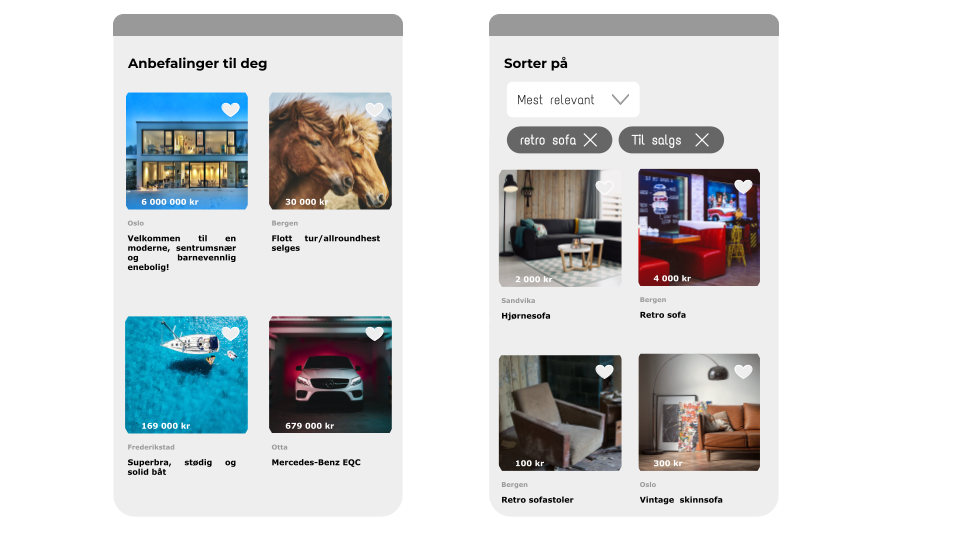 Anbefalinger til deg
6 000 000 kr
30 000 kr
Oslo
Velkommen til en
moderne, sentrumsnær
og barnevennlig
enebolig!
Bergen
Flott tur/allroundhest
selges
169 000 kr
679 000 kr
Frederikstad
Superbra, stødig og
solid båt
Otta
Mercedes-Benz EQC
Sorter på
Mest relevant
retro sofa
Til salgs
2 000 kr
4 000 kr
Sandvika
Hjørnesofa
Bergen
Retro sofa
100 kr
300 kr
Bergen
Retro sofastoler
Oslo
Vintage skinnsofa